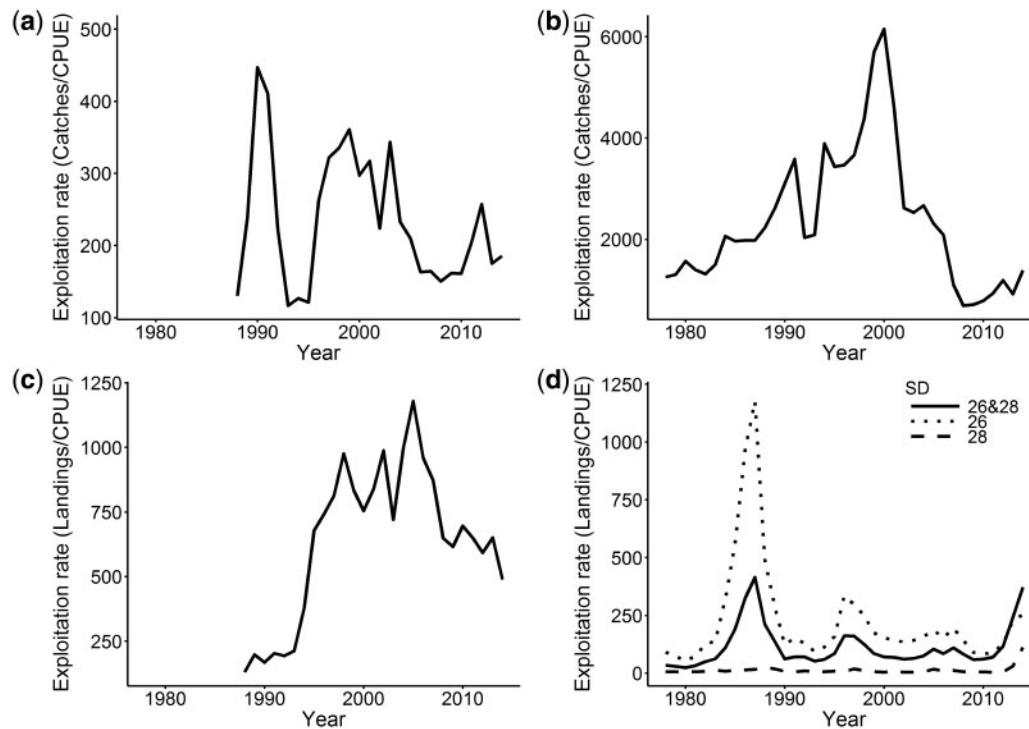 (a)
Exploitation rate (Catches/CPUE)
500
400
300
200
100
1980 1990 2000 2010
Year
(b)
Exploitation rate (Catches/CPUE)
6000
4000
2000
1980 1990 2000 2010
Year
(c)
Exploitation rate (Landings/CPUE)
1250
1000
750
500
250
1980 1990 2000 2010
Year
(d)
Exploitation rate (Landings/CPUE)
1250
1000
750
500
250
0
SD
26&28
26
28
1980 1990 2000 2010
Year